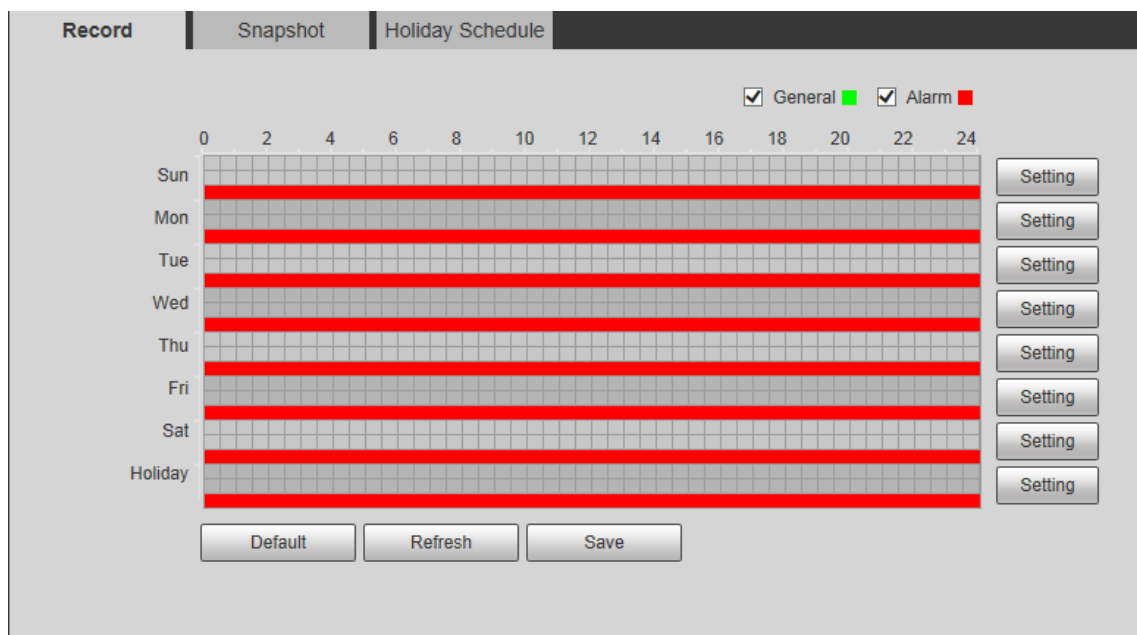 Record Snapshot Holiday Schedule
General Alarm
0 2 4 6 8 10 12 14 16 18 20 22 24
Sun Setting
Mon Setting
Tue Setting
Wed Setting
Thu Setting
Fri Setting
Sat Setting
Holiday Setting
Default Refresh Save